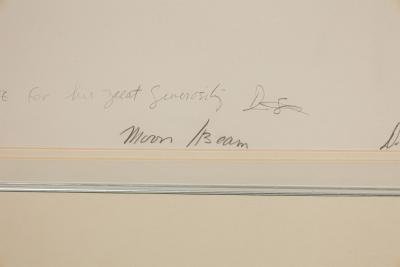 for his great generosity
Moon Beam